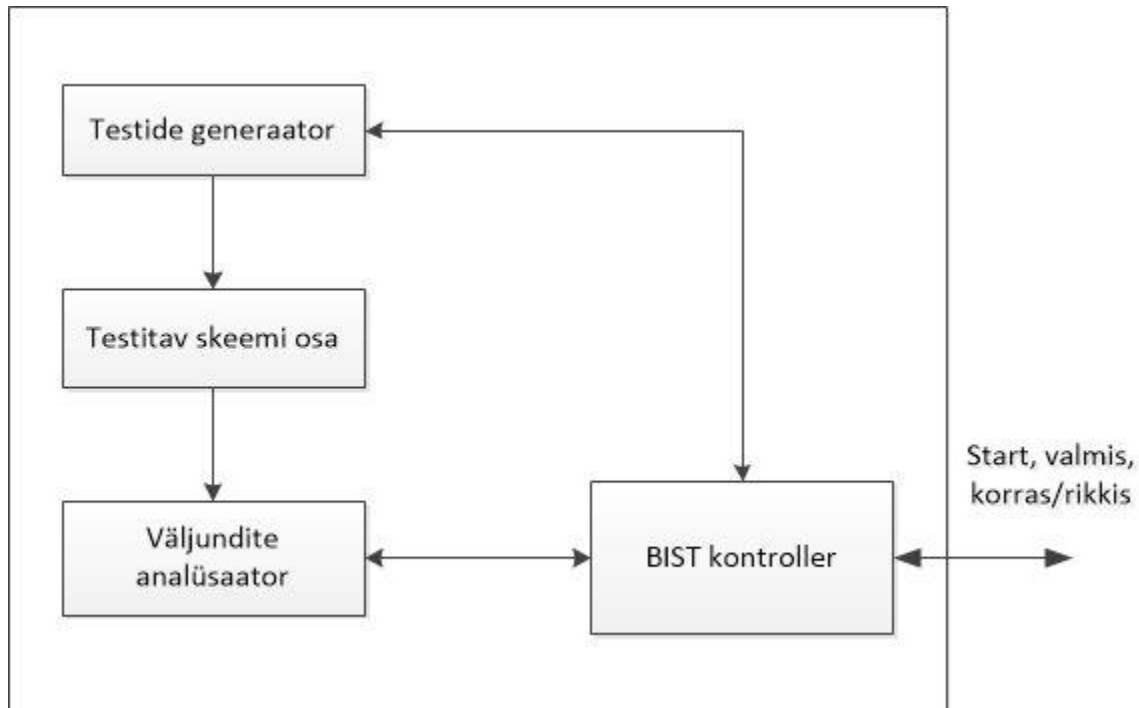 Testide generaator
Testitav skeemi osa
Start, valmis,
korras/rikkis
Väljundite
analüsaator
BIST kontroller